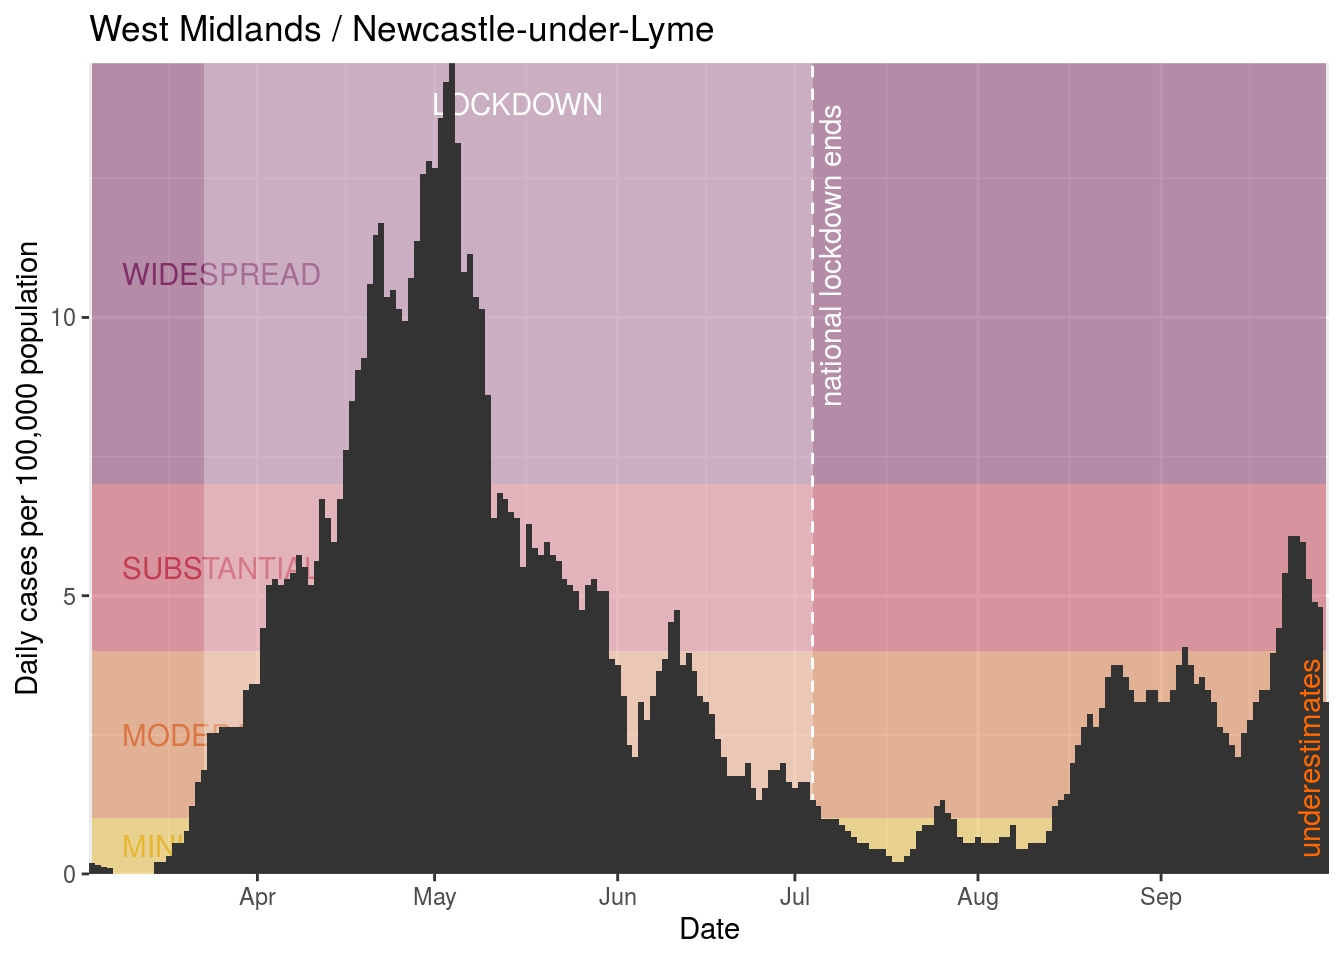 West Midlands / Newcastle-under-Lyme
LOCKDOWN
national lockdown ends
WIDESPREAD
SUBSTANTIAL
underestimates
Daily cases per 100,000 population
10
5
0
Apr May Jun Jul Aug Sep
Date